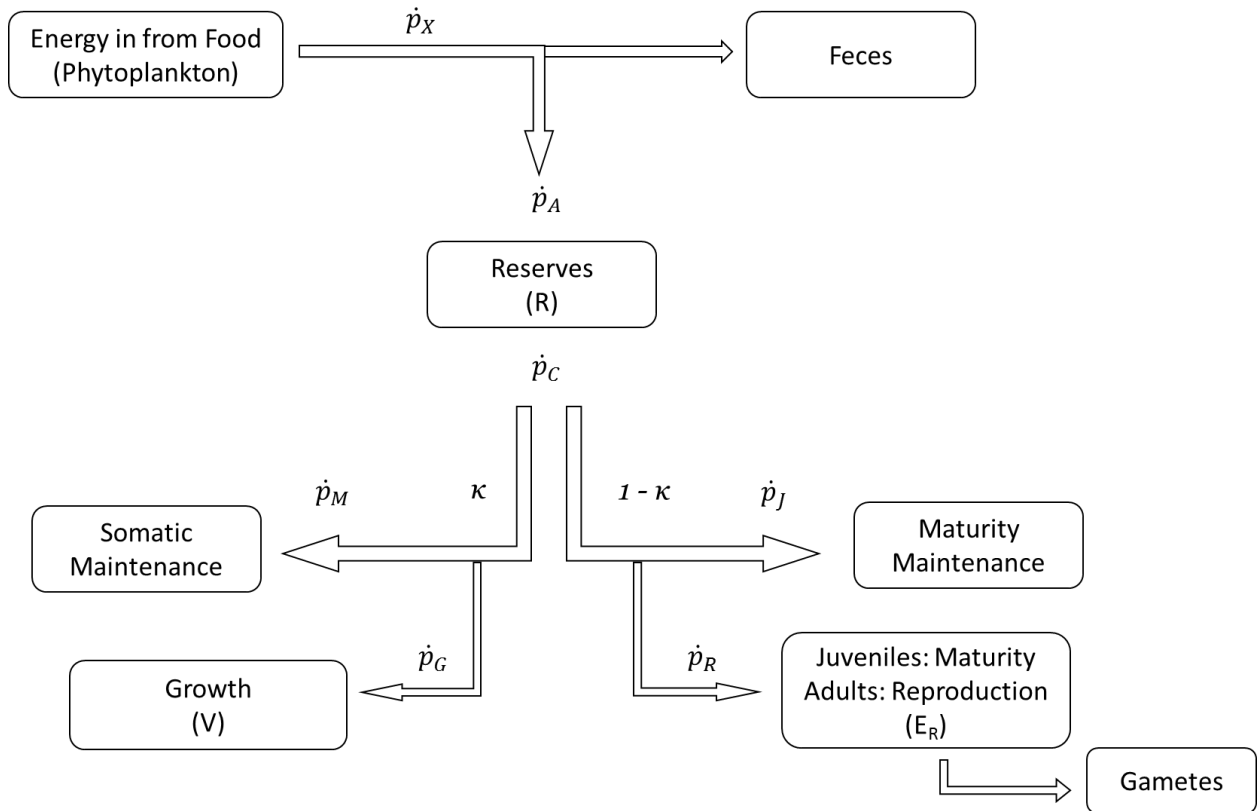 Energy in from Food
(Phytoplankton)
ṗ_X
Feces
ṗ_A
Reserves
(R)
ṗ_C
ṗ_M
κ
1 - κ
ṗ_J
Somatic
Maintenance
Maturity
Maintenance
ṗ_G
ṗ_R
Growth
(V)
Juveniles: Maturity
Adults: Reproduction
(E_R)
Gametes